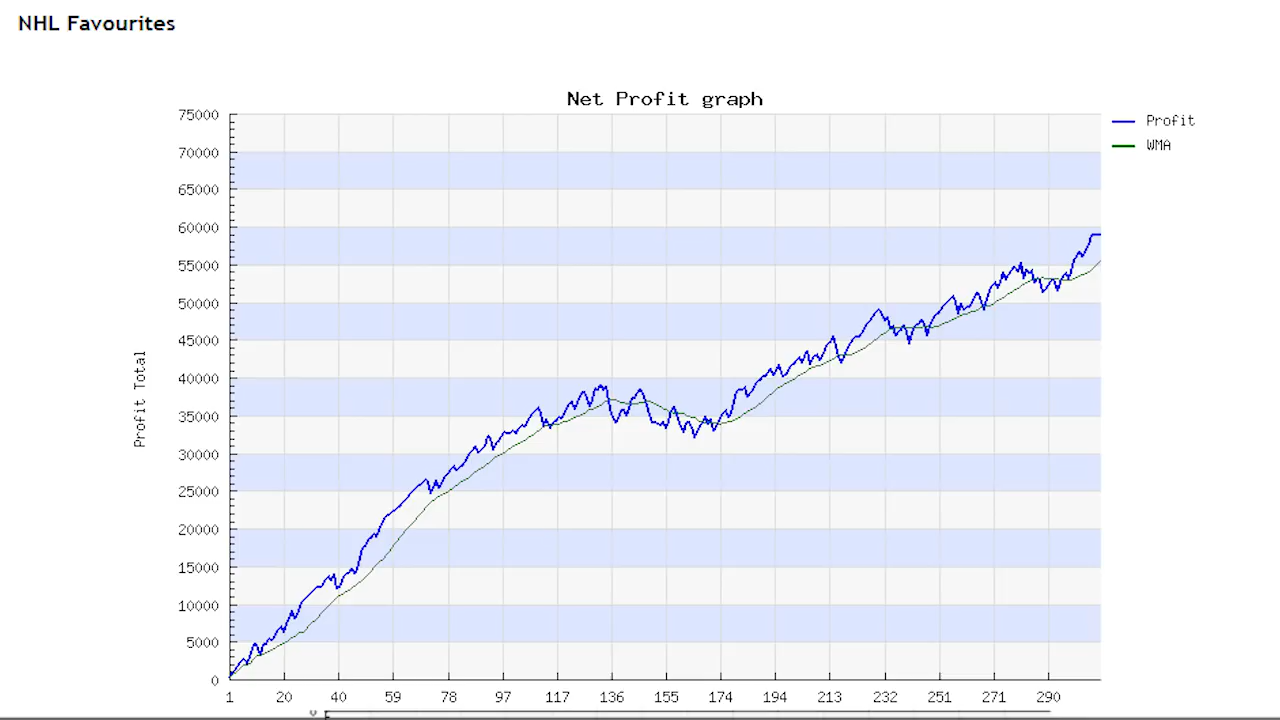 NHL Favourites
Net Profit graph
Profit
WMA
Profit Total
75000
70000
65000
60000
55000
50000
45000
40000
35000
30000
25000
20000
15000
10000
5000
0
1 20 40 59 78 97 117 136 155 174 194 213 232 251 271 290